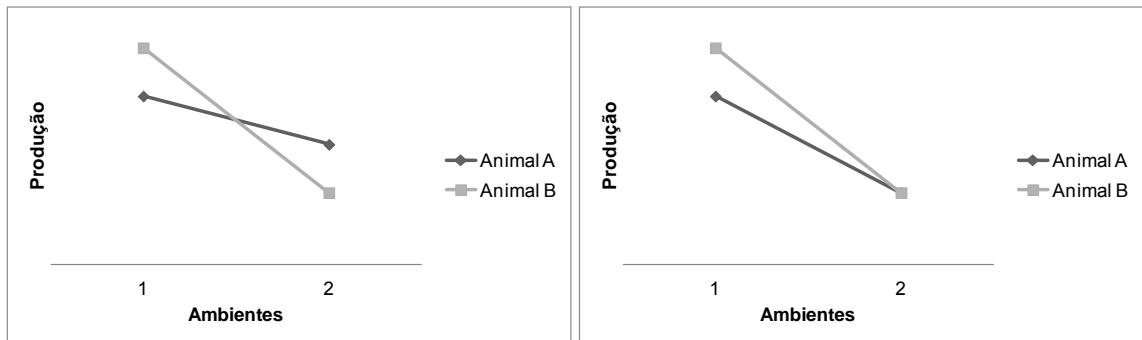 Produção
Animal A
Animal B
1
2
Ambientes
Produção
Animal A
Animal B
1
2
Ambientes